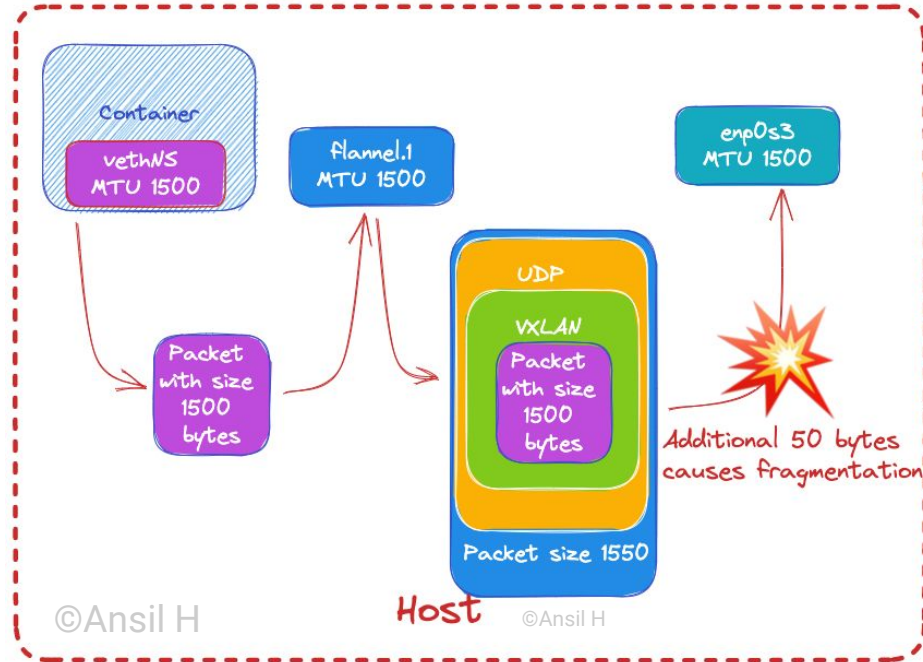 Container
vethNS
MTU 1500
flannel.1
MTU 1500
enp0s3
MTU 1500
Packet
with size
1500
bytes
UDP
VXLAN
Packet
with size
1500
bytes
Additional 50 bytes
causes fragmentation
Packet size 1550
Host
©Ansil H
©Ansil H